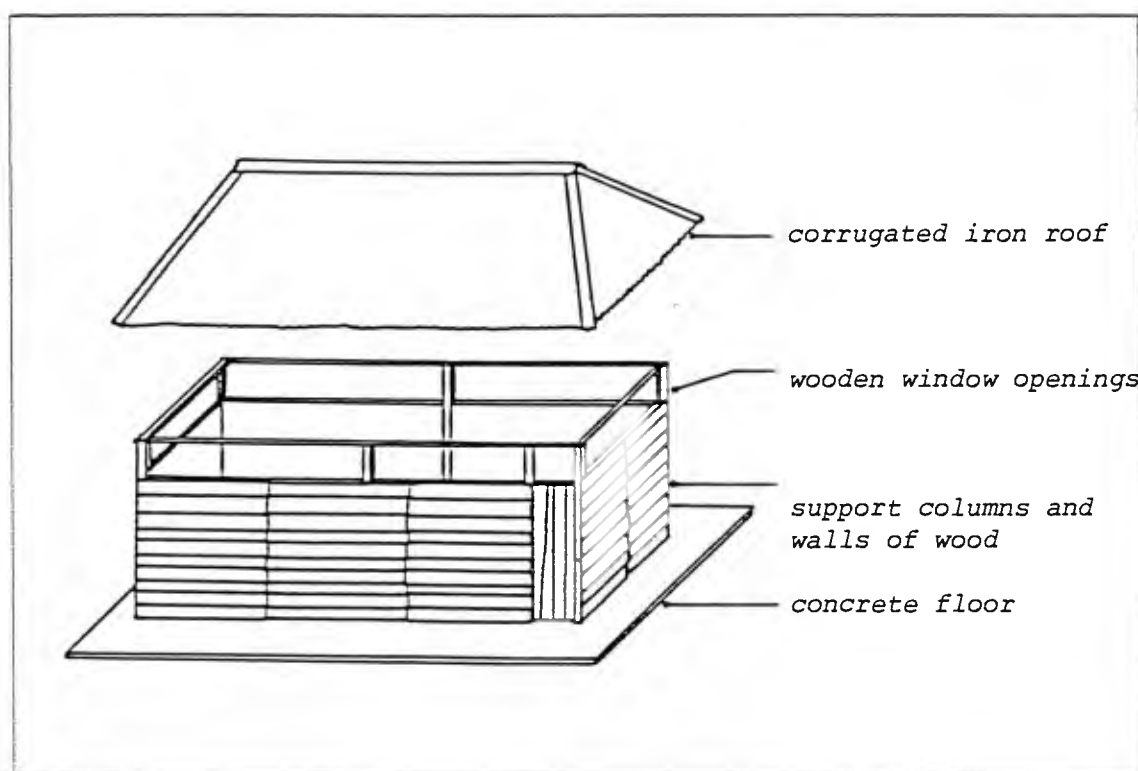 corrugated iron roof
wooden window openings
support columns and
walls of wood
concrete floor